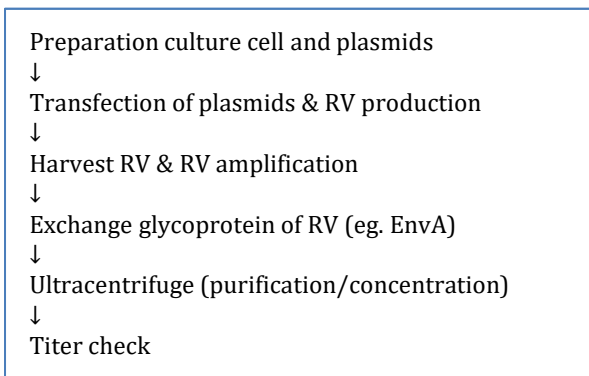 Preparation culture cell and plasmids
↓
Transfection of plasmids & RV production
↓
Harvest RV & RV amplification
↓
Exchange glycoprotein of RV (eg. EnvA)
↓
Ultracentrifuge (purification/concentration)
↓
Titer check